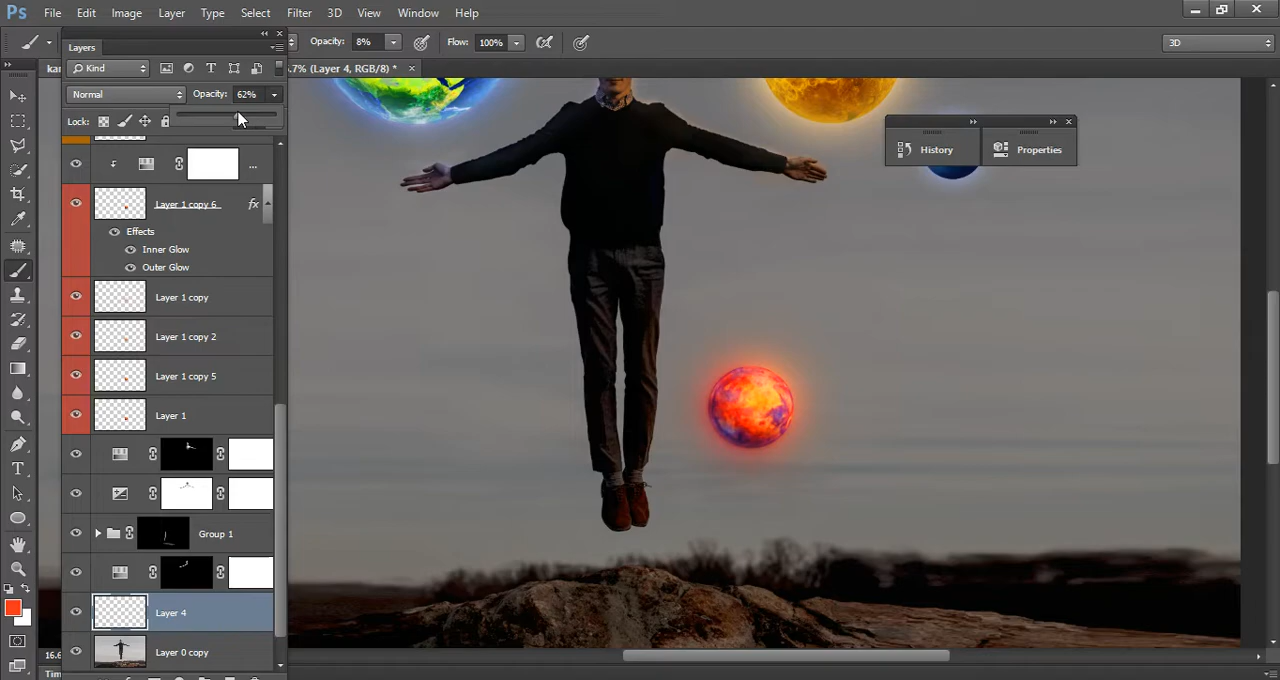 Ps File Edit Image Layer Type Select Filter 3D View Window Help
Opacity: 8% Flow: 100% 3D
Layers
.7% (Layer 4, RGB/8) *
Kind
Normal Opacity: 62%
Lock:
History Properties
Layer 1 copy 6 fx
Effects
Inner Glow
Outer Glow
Layer 1 copy
Layer 1 copy 2
Layer 1 copy 5
Layer 1
Group 1
Layer 4
Layer 0 copy